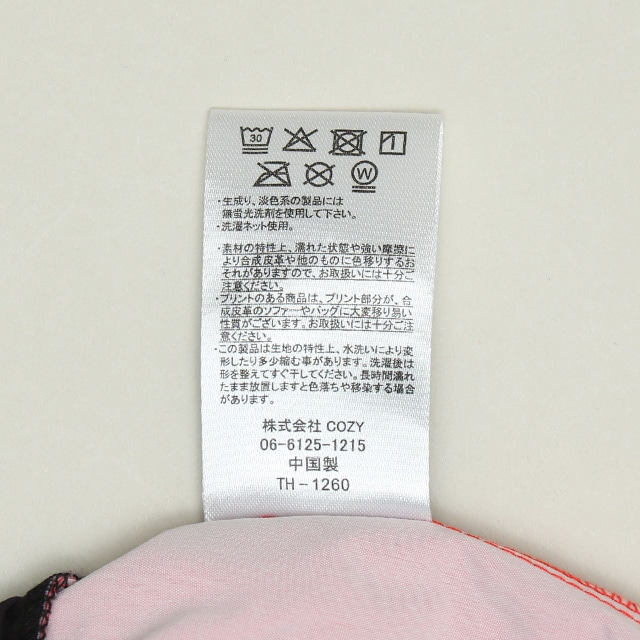 30
W
・生成り、淡色系の製品には
無蛍光洗剤を使用して下さい。
・洗濯ネット使用。
・素材の特性上、濡れた状態や強い摩擦に
より合成皮革や他のものに色移りするお
それがありますので、お取扱いには十分ご
注意ください。
・プリントのある商品は、プリント部分が、合
成皮革のソファーやバッグに大変移り易い
性質がございます。お取扱いには十分ご
注意ください。
・この製品は生地の特性上、水洗いにより変
形したり多少縮む事があります。洗濯後は
形を整えてすぐ干してください。長時間濡れ
たまま放置しますと色落ちや移染する場合
があります。
株式会社 COZY
06-6125-1215
中国製
TH-1260